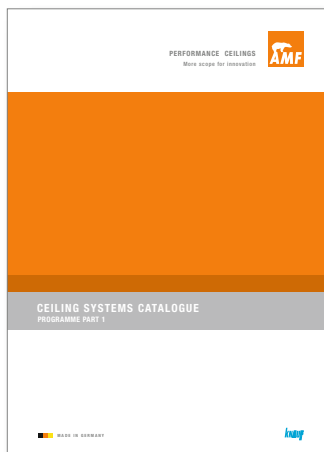 PERFORMANCE CEILINGS
More scope for innovation
AMF
CEILING SYSTEMS CATALOGUE
PROGRAMME PART 1
MADE IN GERMANY
knauf